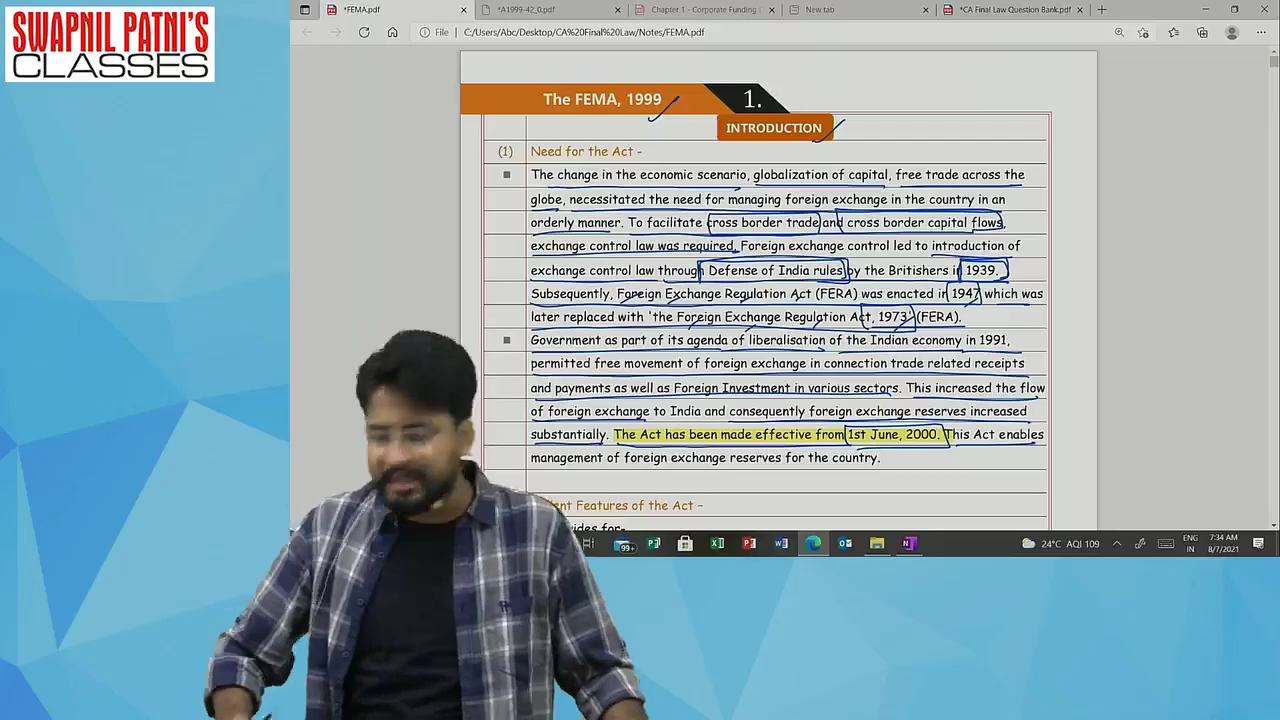 SWAPNIL PATNI'S
CLASSES
*FEMA.pdf
*A1999-42_0.pdf
Chapter 1 - Corporate Funding
New tab
*CA Final Law Question Bank.pdf
File
C:/Users/Abc/Desktop/CA%20Final%20Law/Notes/FEMA.pdf
The FEMA, 1999
1.
INTRODUCTION
(1) Need for the Act -
■ The change in the economic scenario, globalization of capital, free trade across the
globe, necessitated the need for managing foreign exchange in the country in an
orderly manner. To facilitate cross border trade and cross border capital flows,
exchange control law was required. Foreign exchange control led to introduction of
exchange control law through Defense of India rules by the Britishers in 1939.
Subsequently, Foreign Exchange Regulation Act (FERA) was enacted in 1947 which was
later replaced with 'the Foreign Exchange Regulation Act, 1973' (FERA).
■ Government as part of its agenda of liberalisation of the Indian economy in 1991,
permitted free movement of foreign exchange in connection trade related receipts
and payments as well as Foreign Investment in various sectors. This increased the flow
of foreign exchange to India and consequently foreign exchange reserves increased
substantially. The Act has been made effective from 1st June, 2000. This Act enables
management of foreign exchange reserves for the country.
Features of the Act –
99+
24°C AQI 109
ENG
IN
7:34 AM
8/7/2021